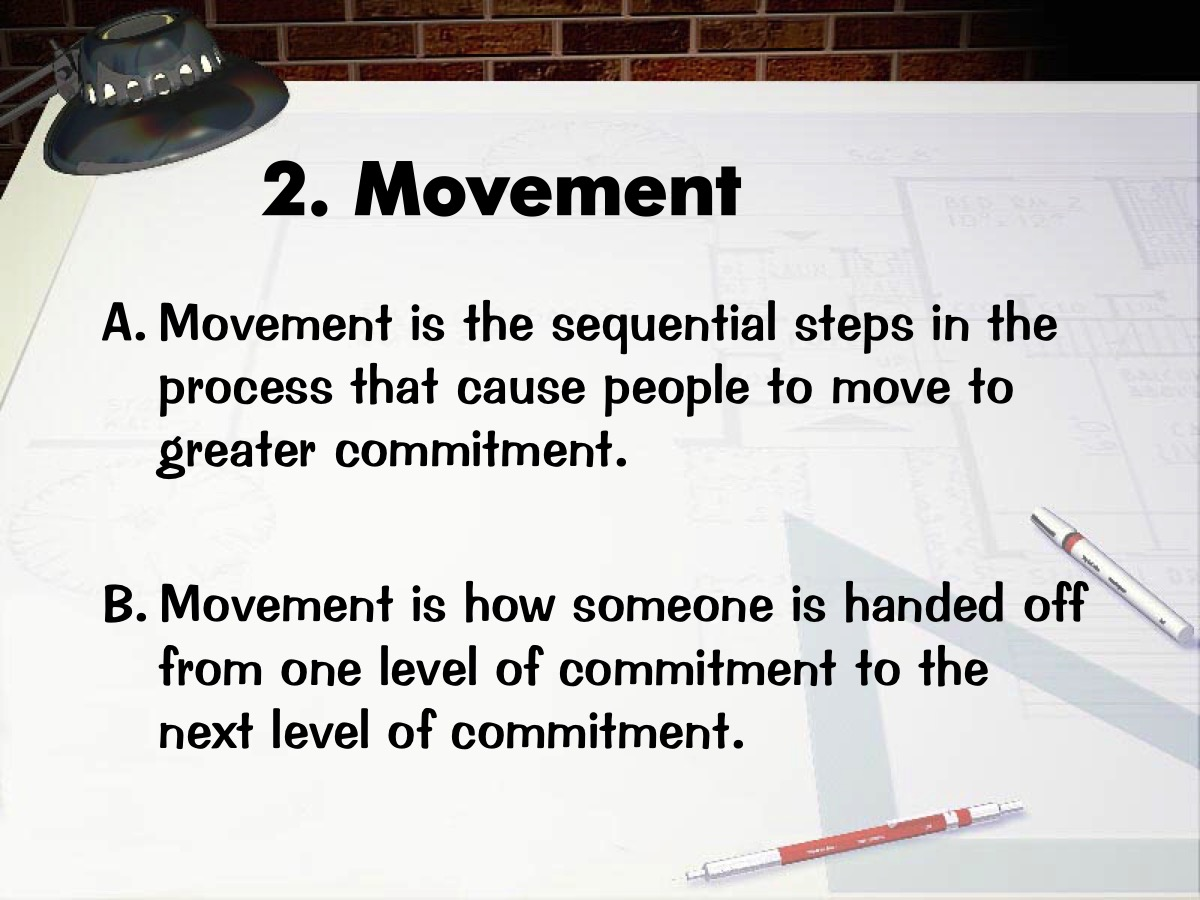 2. Movement
A. Movement is the sequential steps in the
process that cause people to move to
greater commitment.
B. Movement is how someone is handed off
from one level of commitment to the
next level of commitment.